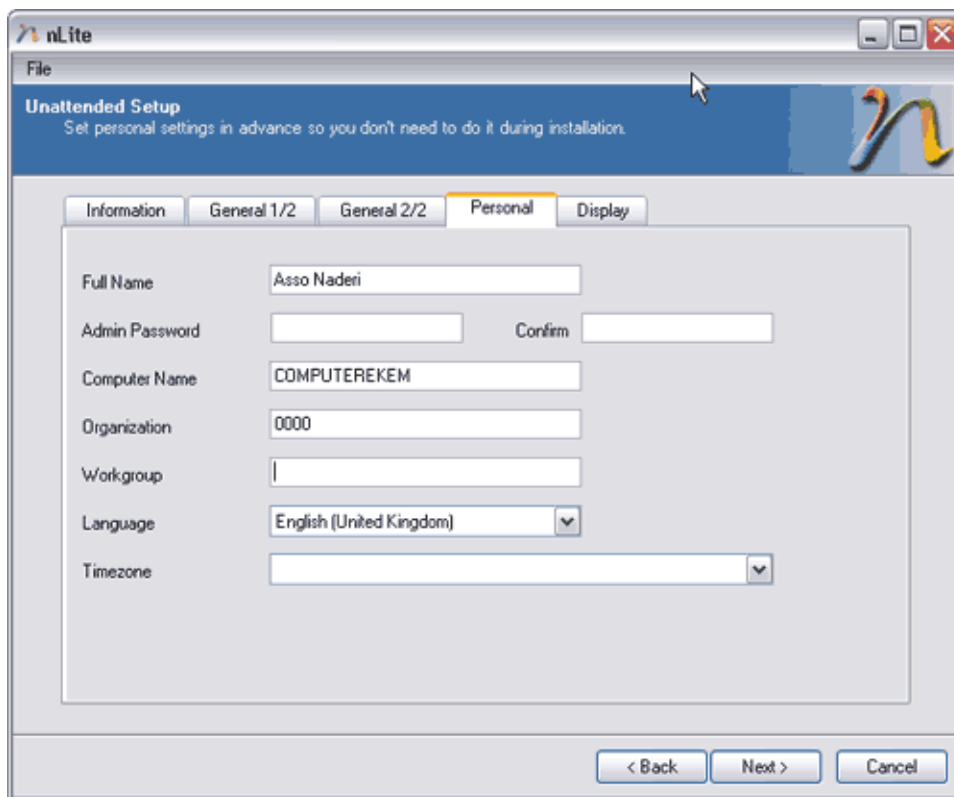 nLite
File
Unattended Setup
Set personal settings in advance so you don't need to do it during installation.
Information General 1/2 General 2/2 Personal Display
Full Name Asso Naderi
Admin Password Confirm
Computer Name COMPUTEREKEM
Organization 0000
Workgroup
Language English (United Kingdom)
Timezone
< Back Next > Cancel